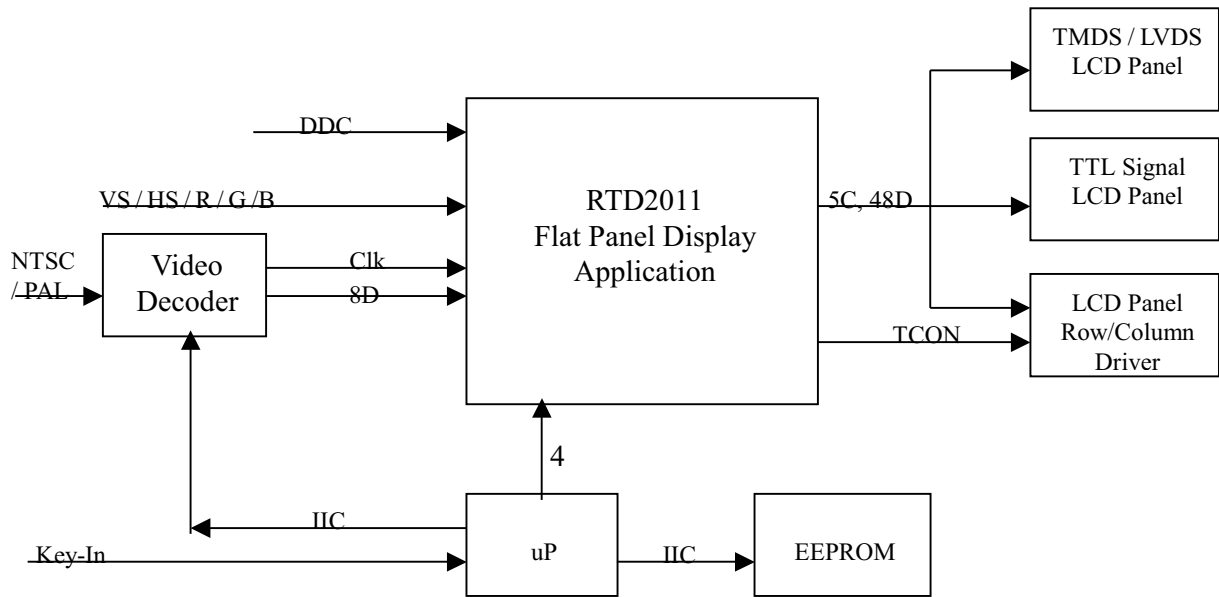 TMDS / LVDS
LCD Panel
DDC
VS / HS / R / G /B
RTD2011
Flat Panel Display
Application
5C, 48D
TTL Signal
LCD Panel
NTSC
/ PAL
Video
Decoder
Clk
8D
TCON
LCD Panel
Row/Column
Driver
4
IIC
Key-In
uP
IIC
EEPROM